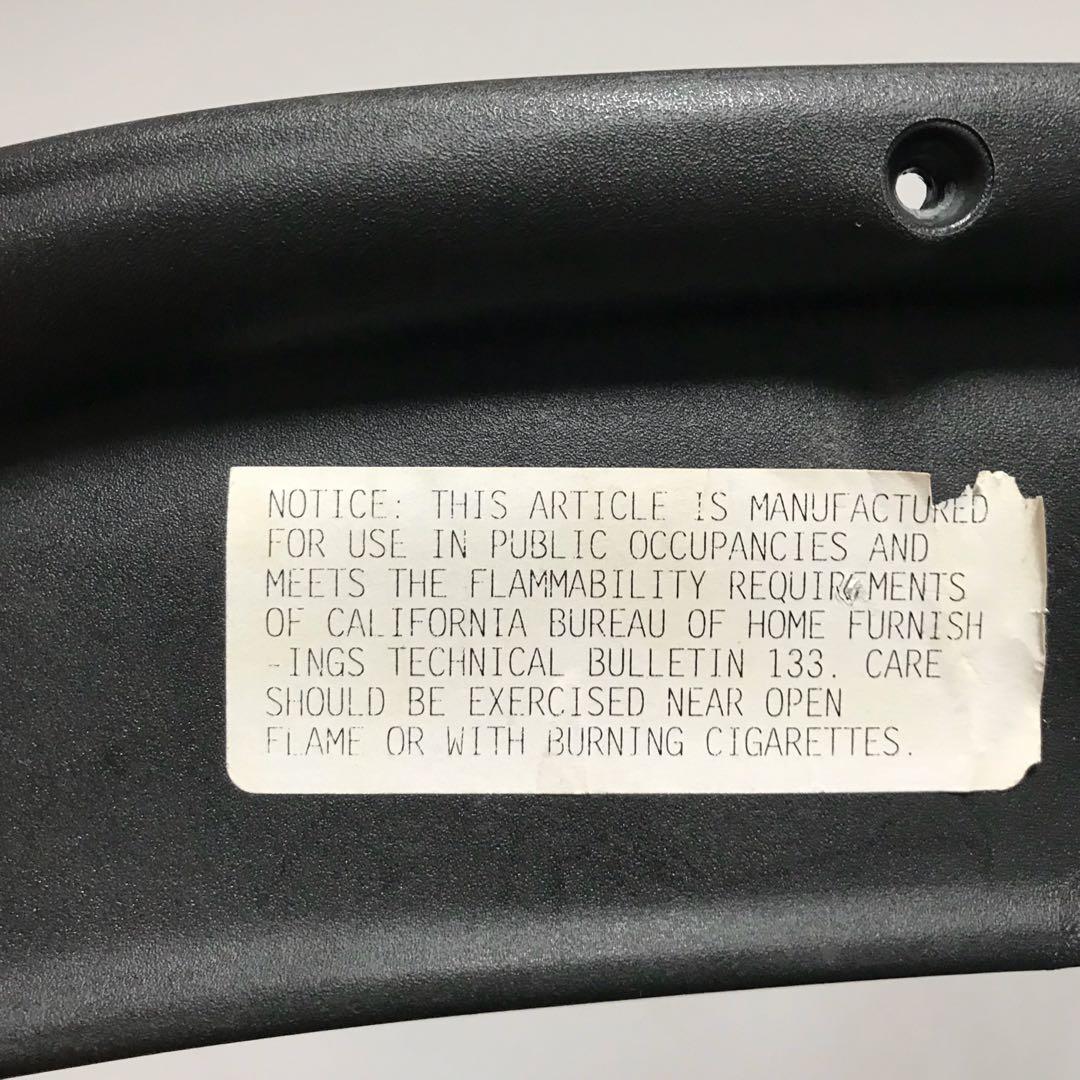 NOTICE: THIS ARTICLE IS MANUFACTURED
FOR USE IN PUBLIC OCCUPANCIES AND
MEETS THE FLAMMABILITY REQUIREMENTS
OF CALIFORNIA BUREAU OF HOME FURNISH
-INGS TECHNICAL BULLETIN 133. CARE
SHOULD BE EXERCISED NEAR OPEN
FLAME OR WITH BURNING CIGARETTES.